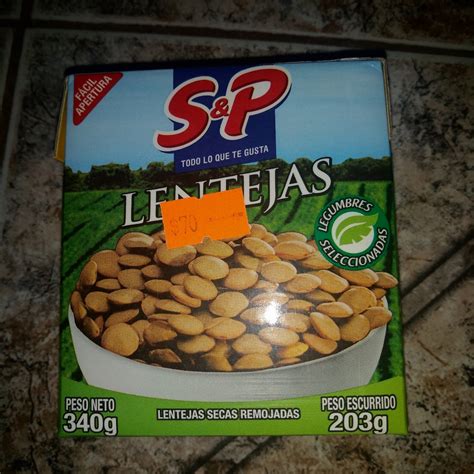 FÁCIL
APERTURA
S&P
TODO LO QUE TE GUSTA
LENTEJAS
$70
LEGUMBRES
SELECCIONADAS
PESO NETO
340g
LENTEJAS SECAS REMOJADAS
PESO ESCURRIDO
203g